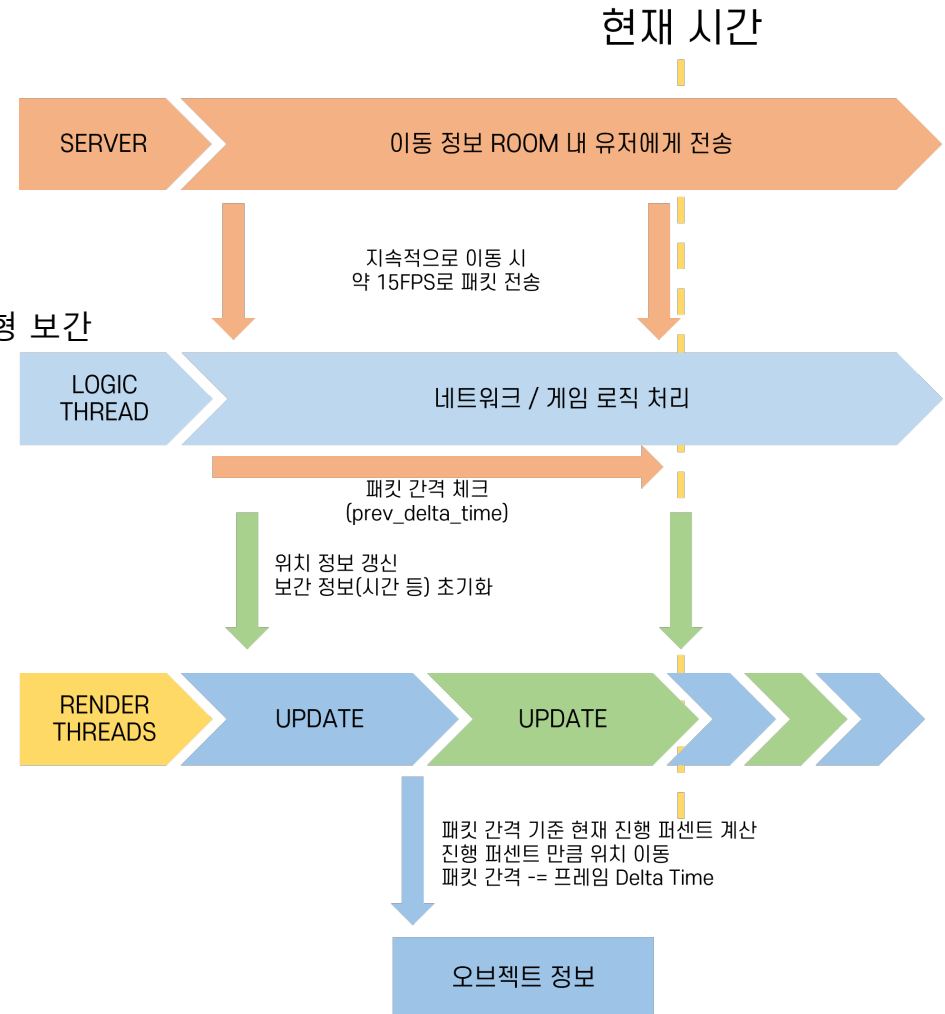 현재 시간
SERVER
이동 정보 ROOM 내 유저에게 전송
지속적으로 이동 시
약 15FPS로 패킷 전송
형 보간
LOGIC
THREAD
네트워크 / 게임 로직 처리
패킷 간격 체크
(prev_delta_time)
위치 정보 갱신
보간 정보(시간 등) 초기화
RENDER
THREADS
UPDATE
UPDATE
패킷 간격 기준 현재 진행 퍼센트 계산
진행 퍼센트 만큼 위치 이동
패킷 간격 -= 프레임 Delta Time
오브젝트 정보